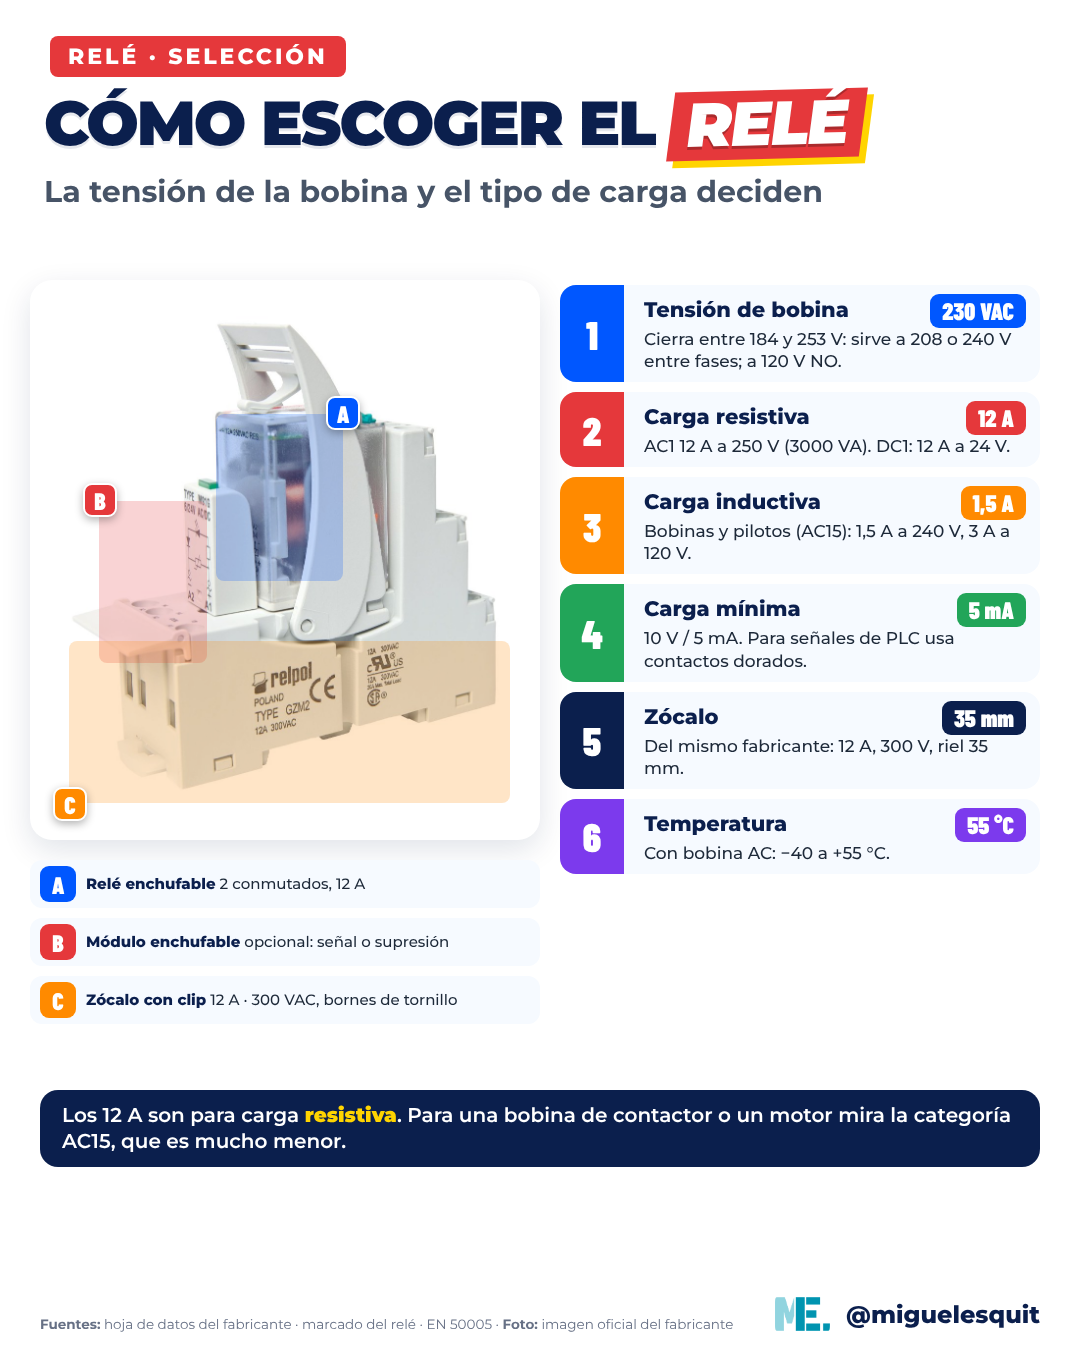 RELÉ · SELECCIÓN
CÓMO ESCOGER EL RELÉ
La tensión de la bobina y el tipo de carga deciden
A
B
relpol
POLAND
TYPE GZM2
12A 300VAC
CE
12A 300VAC
C US
12A 300VAC
A2
A1
C
A Relé enchufable 2 conmutados, 12 A
B Módulo enchufable opcional: señal o supresión
C Zócalo con clip 12 A · 300 VAC, bornes de tornillo
1
Tensión de bobina
230 VAC
Cierra entre 184 y 253 V: sirve a 208 o 240 V
entre fases; a 120 V NO.
2
Carga resistiva
12 A
AC1 12 A a 250 V (3000 VA). DC1: 12 A a 24 V.
3
Carga inductiva
1,5 A
Bobinas y pilotos (AC15): 1,5 A a 240 V, 3 A a
120 V.
4
Carga mínima
5 mA
10 V / 5 mA. Para señales de PLC usa
contactos dorados.
5
Zócalo
35 mm
Del mismo fabricante: 12 A, 300 V, riel 35
mm.
6
Temperatura
55 °C
Con bobina AC: −40 a +55 °C.
Los 12 A son para carga resistiva. Para una bobina de contactor o un motor mira la categoría
AC15, que es mucho menor.
Fuentes: hoja de datos del fabricante · marcado del relé · EN 50005 · Foto: imagen oficial del fabricante
ME.
@miguelesquit